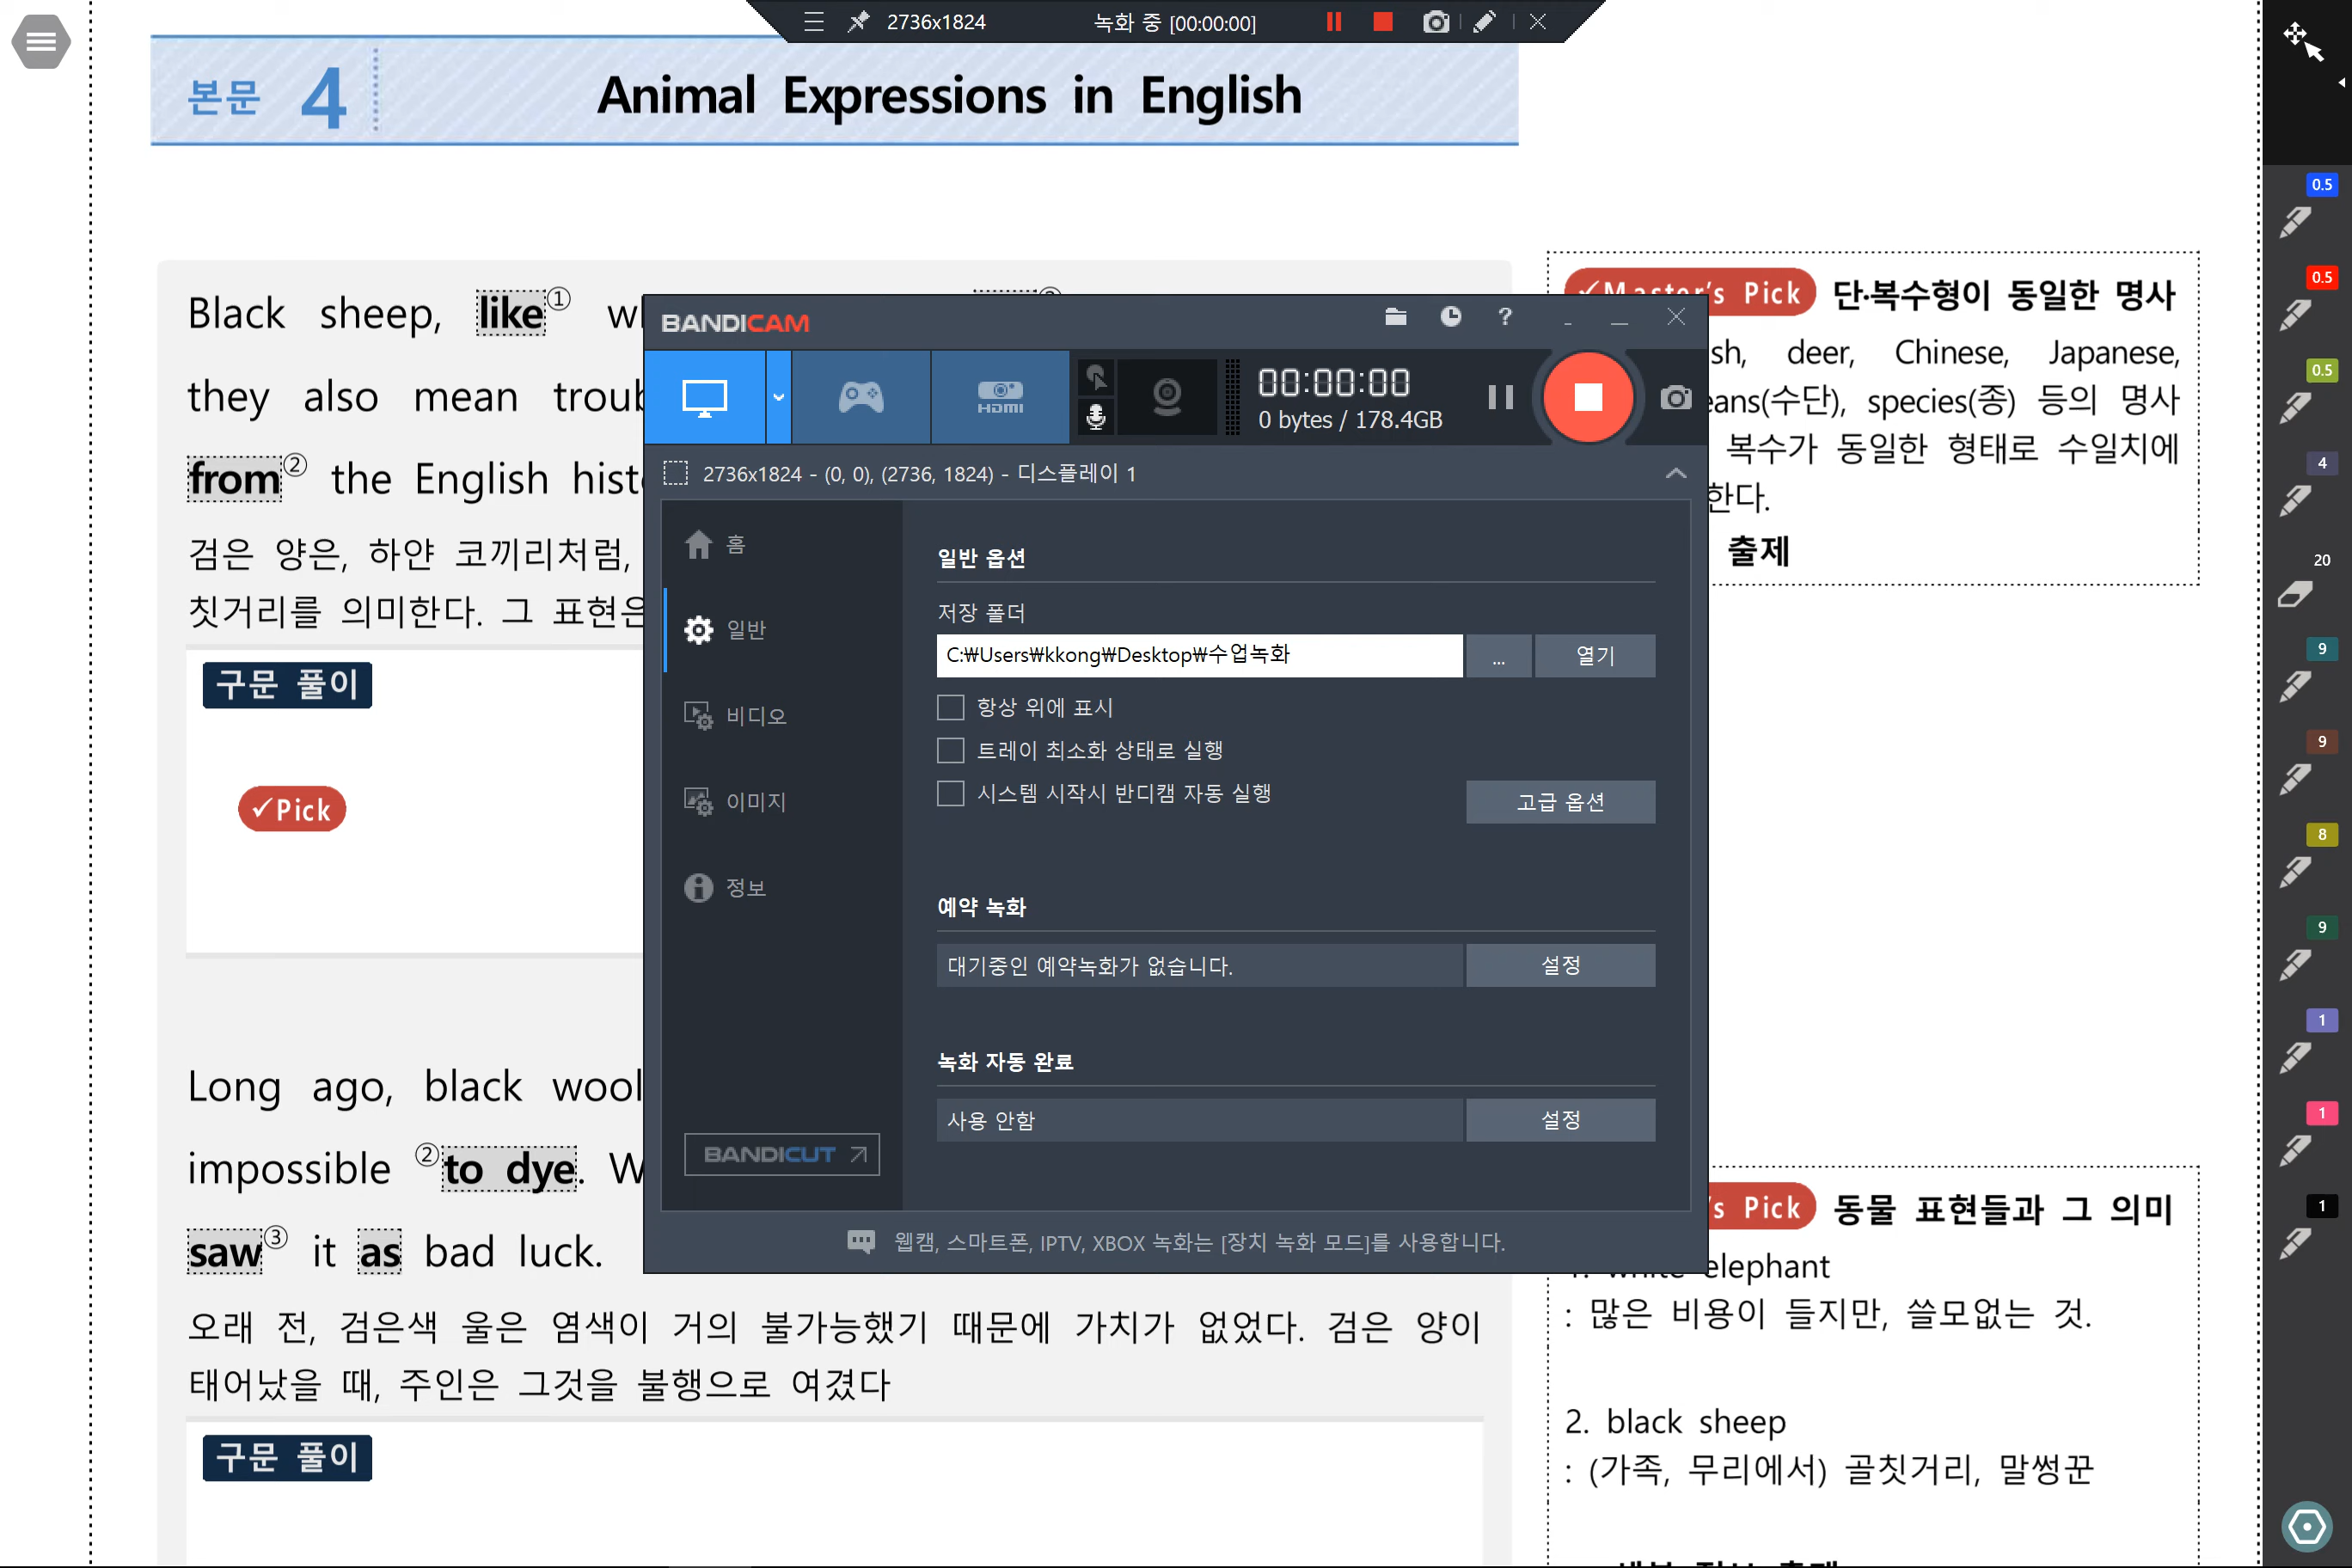 2736x1824 녹화 중 [00:00:00]
본문 4 Animal Expressions in English
Black sheep, like①
they also mean
from② the English
검은 양은, 하얀 코끼리처럼,
칫거리를 의미한다. 그 표현은
구문 풀이
✓Pick
Long ago, black wool
impossible ②to dye.
saw③ it as bad luck.
오래 전, 검은색 울은 염색이 거의 불가능했기 때문에 가치가 없었다. 검은 양이
태어났을 때, 주인은 그것을 불행으로 여겼다
구문 풀이
BANDICAM
?
HDMI
00:00:00
0 bytes / 178.4GB
2736x1824 - (0, 0), (2736, 1824) - 디스플레이 1
홈
일반
비디오
이미지
정보
BANDICUT
일반 옵션
저장 폴더
C:₩Users₩kkong₩Desktop₩수업녹화 ... 열기
항상 위에 표시
트레이 최소화 상태로 실행
시스템 시작시 반디캠 자동 실행
고급 옵션
예약 녹화
대기중인 예약녹화가 없습니다. 설정
녹화 자동 완료
사용 안함 설정
웹캠, 스마트폰, IPTV, XBOX 녹화는 [장치 녹화 모드]를 사용합니다.
✓Master's Pick 단·복수형이 동일한 명사
deer, Chinese, Japanese,
(수단), species(종) 등의 명사
복수가 동일한 형태로 수일치에
한다.
출제
Pick 동물 표현들과 그 의미
1. white elephant
: 많은 비용이 들지만, 쓸모없는 것.
2. black sheep
: (가족, 무리에서) 골칫거리, 말썽꾼
0.5
0.5
0.5
4
20
9
9
8
9
1
1
1